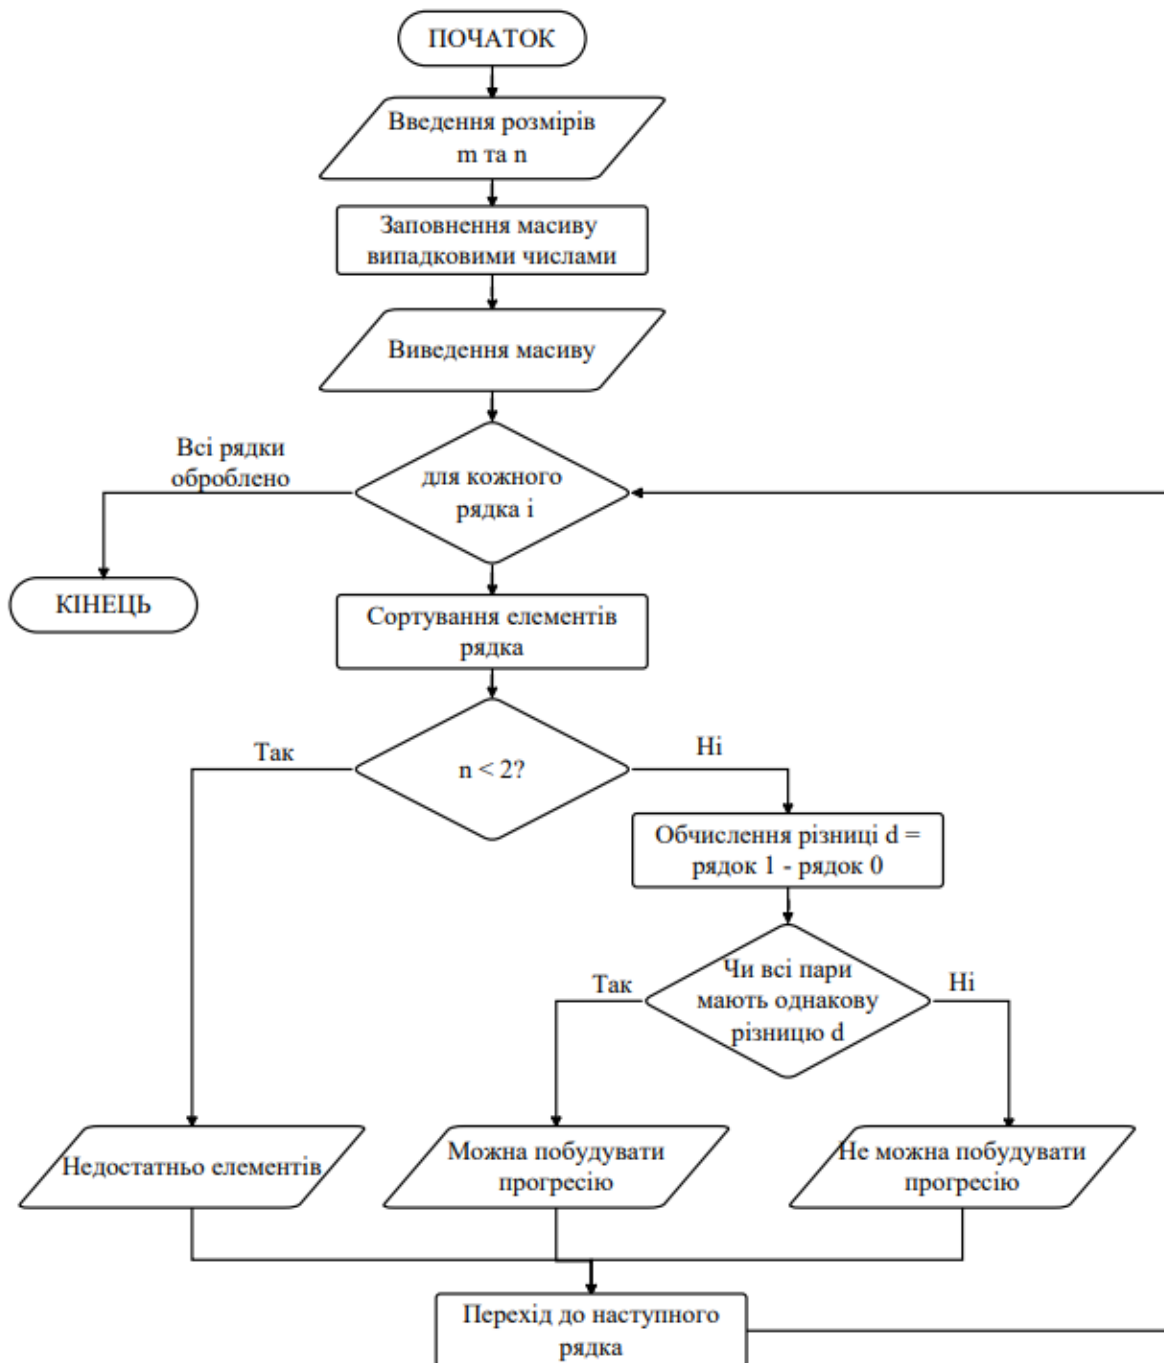 ПОЧАТОК
Введення розмірів
m та n
Заповнення масиву
випадковими числами
Виведення масиву
Всі рядки
оброблено
для кожного
рядка i
КІНЕЦЬ
Сортування елементів
рядка
Так
n < 2?
Ні
Обчислення різниці d =
рядок 1 - рядок 0
Так
Чи всі пари
мають однакову
різницю d
Ні
Недостатньо елементів
Можна побудувати
прогресію
Не можна побудувати
прогресію
Перехід до наступного
рядка